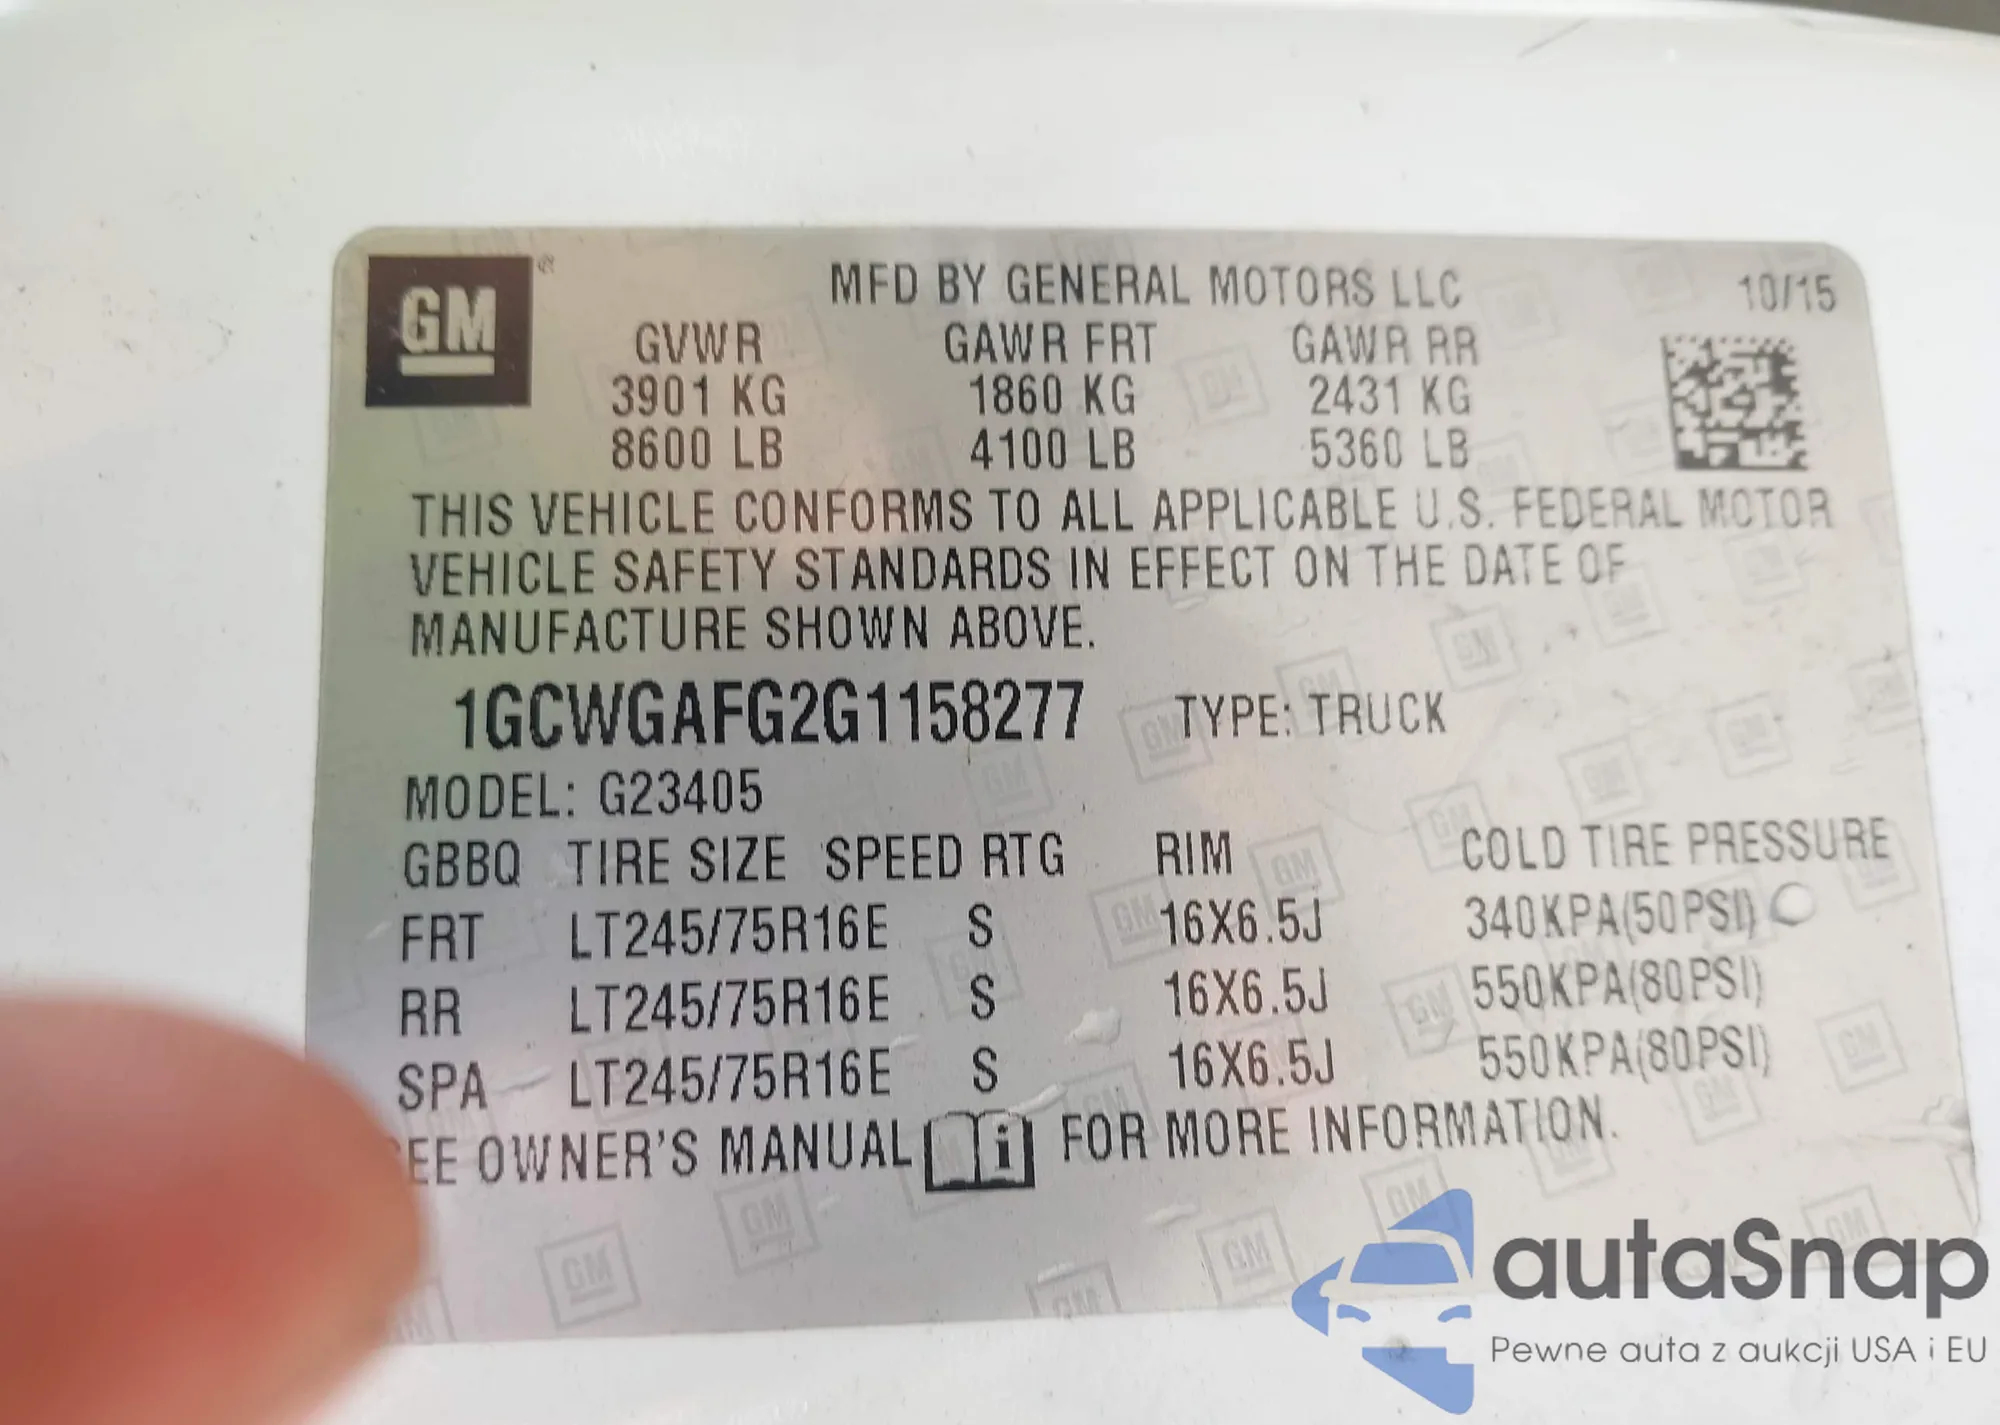 GM
MFD BY GENERAL MOTORS LLC 10/15
GVWR GAWR FRT GAWR RR
3901 KG 1860 KG 2431 KG
8600 LB 4100 LB 5360 LB
THIS VEHICLE CONFORMS TO ALL APPLICABLE U.S. FEDERAL MOTOR
VEHICLE SAFETY STANDARDS IN EFFECT ON THE DATE OF
MANUFACTURE SHOWN ABOVE.
1GCWGAFG2G1158277 TYPE: TRUCK
MODEL: G23405
GBBQ TIRE SIZE SPEED RTG RIM COLD TIRE PRESSURE
FRT LT245/75R16E S 16X6.5J 340KPA(50PSI)
RR LT245/75R16E S 16X6.5J 550KPA(80PSI)
SPA LT245/75R16E S 16X6.5J 550KPA(80PSI)
EE OWNER'S MANUAL i FOR MORE INFORMATION.
autaSnap
Pewne auta z aukcji USA i EU